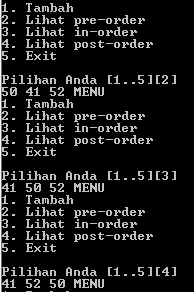 1. Tambah
2. Lihat pre-order
3. Lihat in-order
4. Lihat post-order
5. Exit
Pilihan Anda [1..5][2]
50 41 52 MENU
1. Tambah
2. Lihat pre-order
3. Lihat in-order
4. Lihat post-order
5. Exit
Pilihan Anda [1..5][3]
41 50 52 MENU
1. Tambah
2. Lihat pre-order
3. Lihat in-order
4. Lihat post-order
5. Exit
Pilihan Anda [1..5][4]
41 52 50 MENU